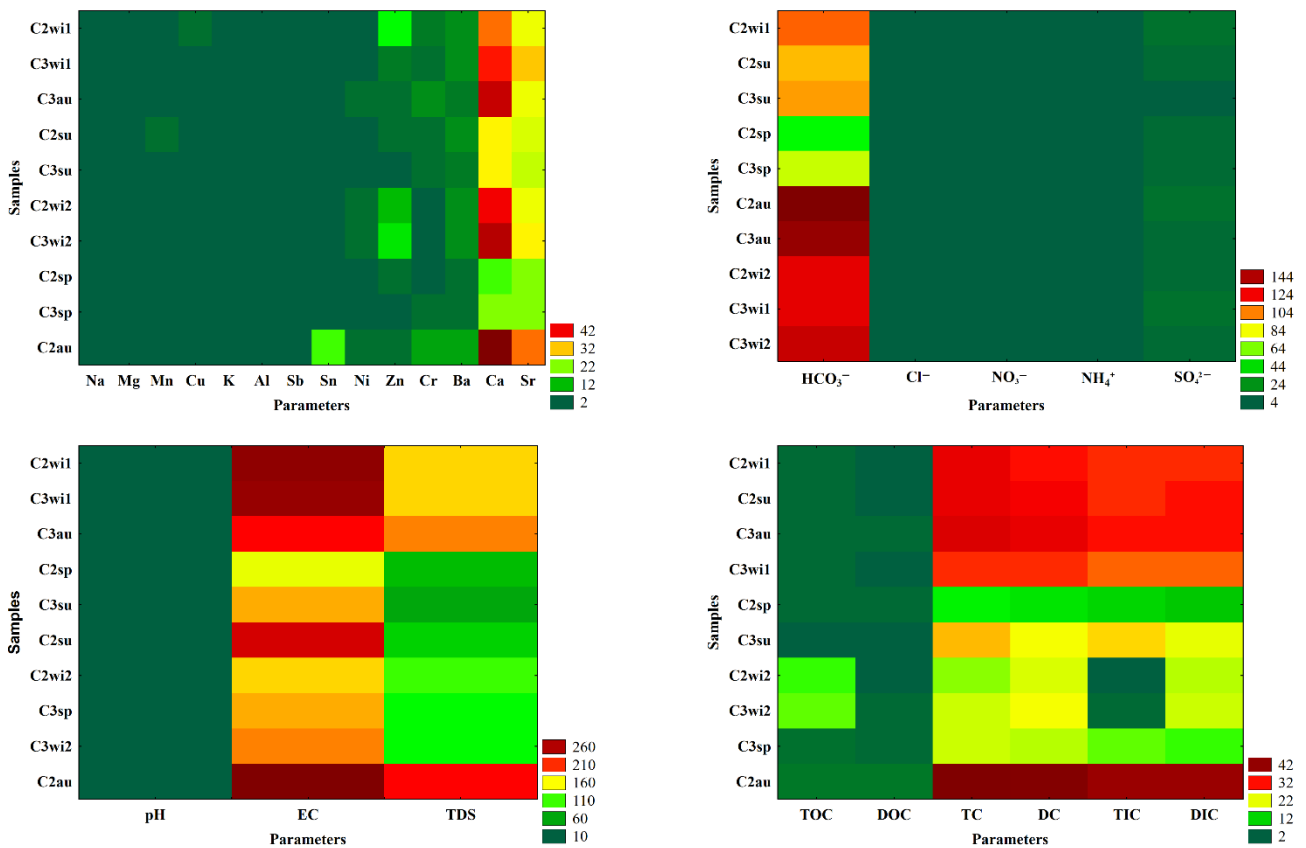 C2wi1
C3wi1
C3au
C2su
C3su
C2wi2
C3wi2
C2sp
C3sp
C2au
Samples
Na Mg Mn Cu K Al Sb Sn Ni Zn Cr Ba Ca Sr
Parameters
42
32
22
12
2
C2wi1
C2su
C3su
C2sp
C3sp
C2au
C3au
C2wi2
C3wi1
C3wi2
Samples
HCO₃⁻ Cl⁻ NO₃⁻ NH₄⁺ SO₄²⁻
Parameters
144
124
104
84
64
44
24
4
C2wi1
C3wi1
C3au
C2sp
C3su
C2su
C2wi2
C3sp
C3wi2
C2au
Samples
pH EC TDS
Parameters
260
210
160
110
60
10
C2wi1
C2su
C3au
C3wi1
C2sp
C3su
C2wi2
C3wi2
C3sp
C2au
Samples
TOC DOC TC DC TIC DIC
Parameters
42
32
22
12
2